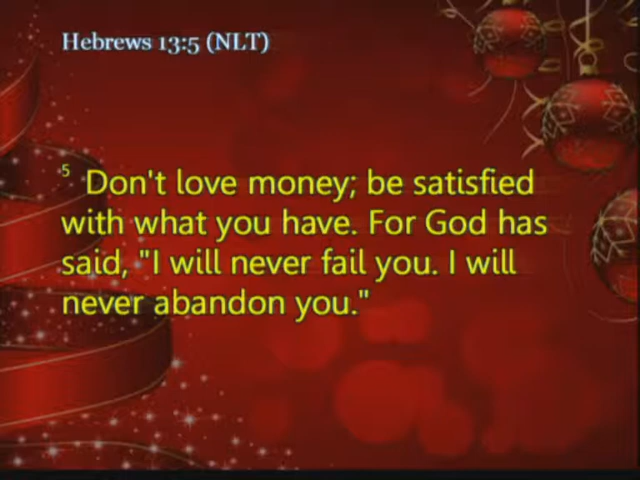 Hebrews 13:5 (NLT)
5 Don't love money; be satisfied
with what you have. For God has
said, "I will never fail you. I will
never abandon you."